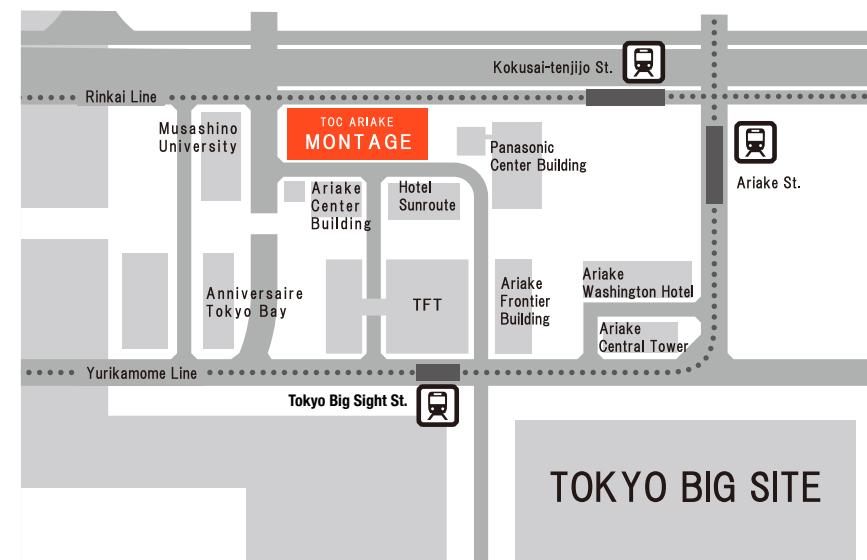 Kokusai-tenjijo St.
Rinkai Line
TOC ARIAKE
MONTAGE
Musashino
University
Panasonic
Center Building
Ariake St.
Ariake
Center
Building
Hotel
Sunroute
Anniversaire
Tokyo Bay
TFT
Ariake
Frontier
Building
Ariake
Washington Hotel
Ariake
Central Tower
Yurikamome Line
Tokyo Big Sight St.
TOKYO BIG SITE